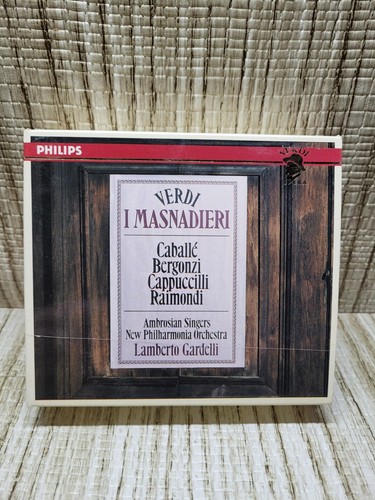 PHILIPS
VERDI
I MASNADIERI
Caballé
Bergonzi
Cappuccilli
Raimondi
Ambrosian Singers
New Philharmonia Orchestra
Lamberto Gardelli